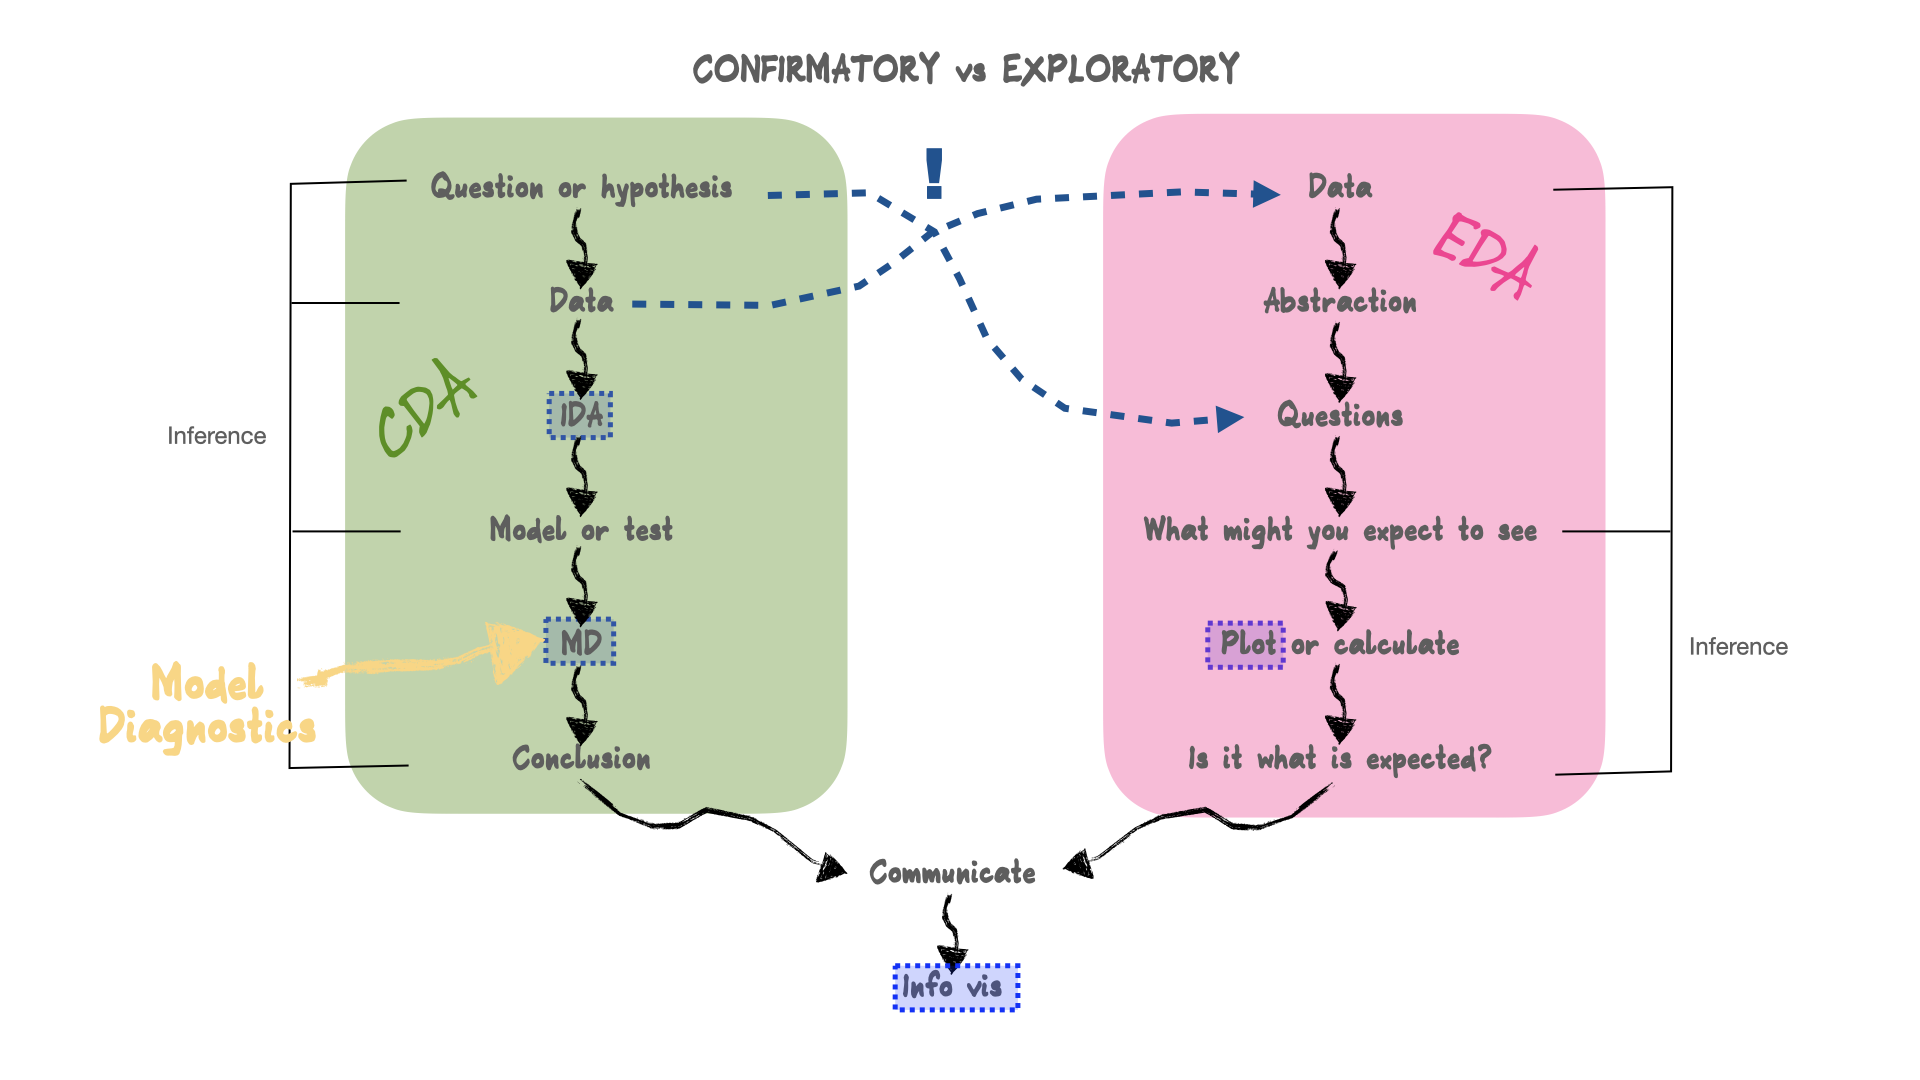 CONFIRMATORY vs EXPLORATORY
!
Question or hypothesis
Data
IDA
Model or test
MD
Conclusion
CDA
Inference
Model
Diagnostics
Data
EDA
Abstraction
Questions
What might you expect to see
Plot or calculate
Is it what is expected?
Inference
Communicate
Info vis